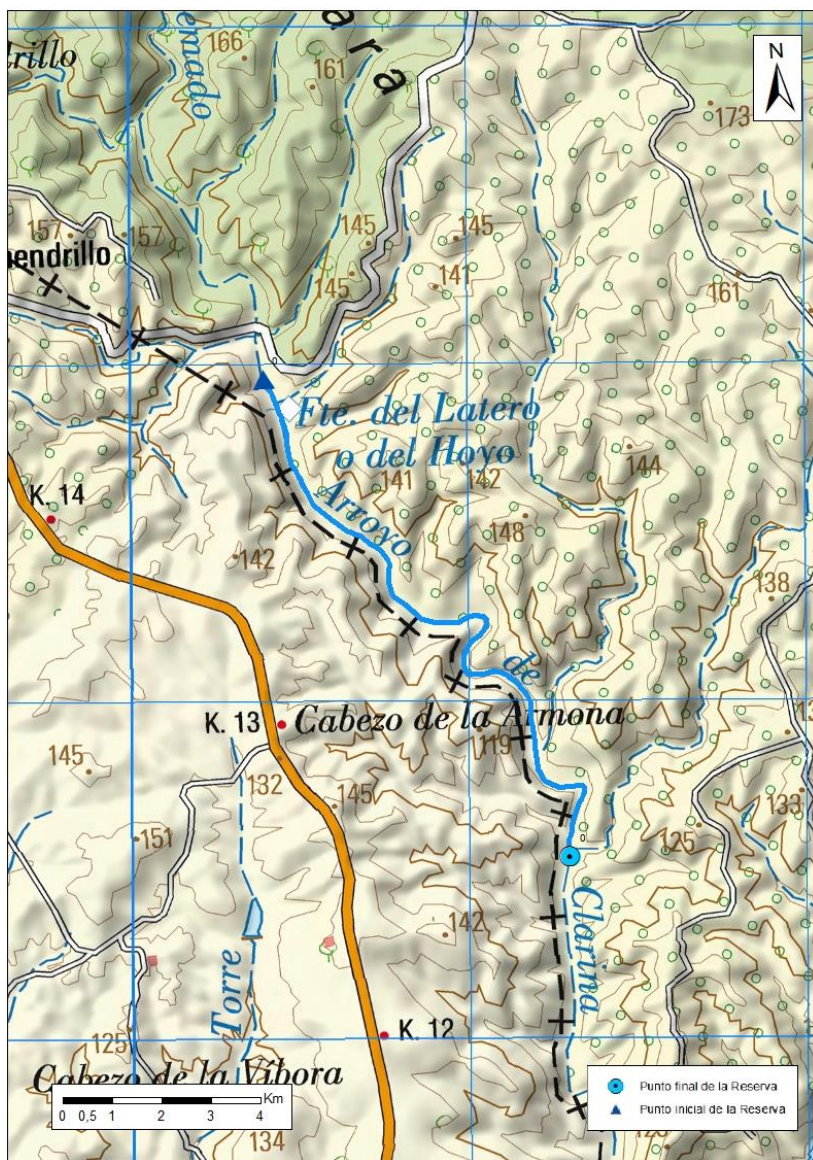 ara
166
161
rillo
erado
N
173
157
157
145
145
145
141
161
endrillo
0
Fte. del Latero
o del Hoyo
Arroyo
141
142
144
148
K. 14
142
138
de
K. 13
Cabezo de la Armona
119
145
132
145
133
125
151
0
Clarina
142
Torre
K. 12
125
Cabezo de la Víbora
Km
0 0,5 1 2 3 4
134
Punto final de la Reserva
Punto inicial de la Reserva